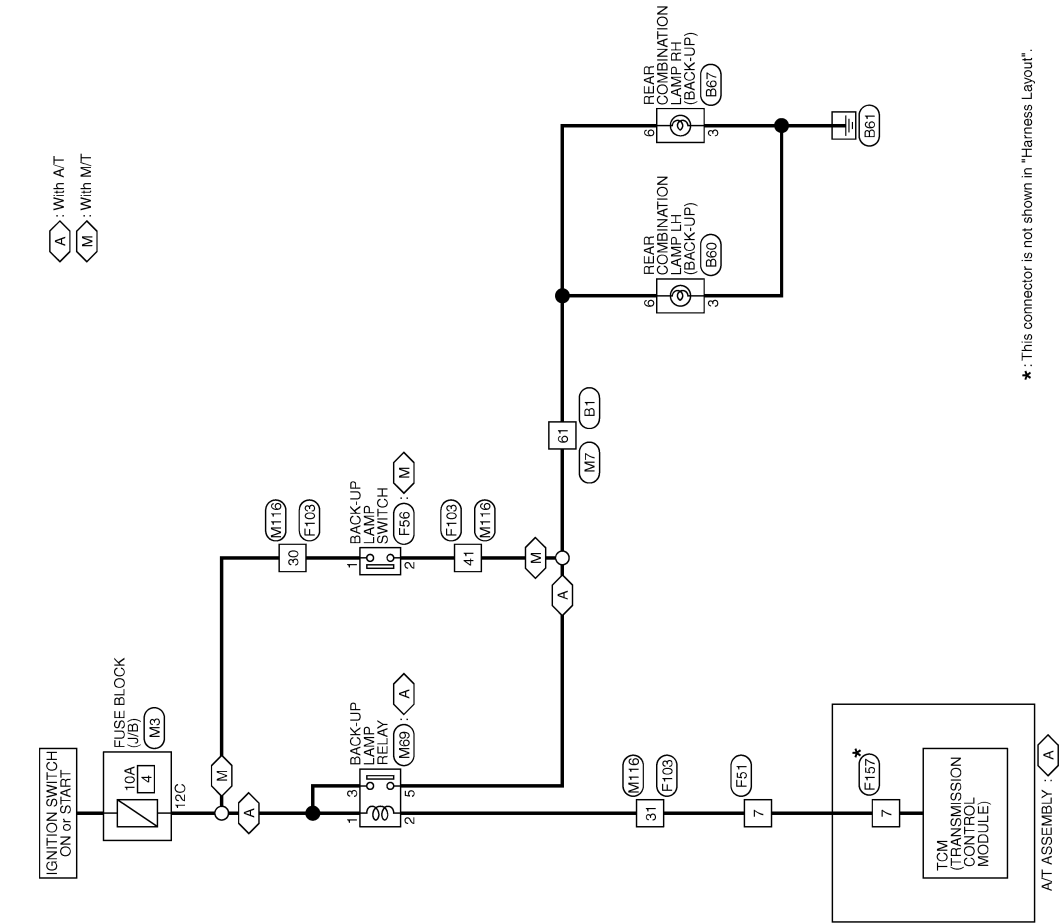 IGNITION SWITCH
ON or START
FUSE BLOCK
(J/B)
M3
10A
4
12C
M
A
A : With A/T
M : With M/T
M116
30
F103
BACK-UP
LAMP
SWITCH
F56 : M
1
2
F103
41
M116
M
A
BACK-UP
LAMP
RELAY
M69 : A
1
3
2
5
61
M7
B1
REAR
COMBINATION
LAMP LH
(BACK-UP)
B60
6
3
REAR
COMBINATION
LAMP RH
(BACK-UP)
B67
6
3
B61
M116
31
F103
F51
7
*
F157
7
TCM
(TRANSMISSION
CONTROL
MODULE)
A/T ASSEMBLY : A
* : This connector is not shown in "Harness Layout".